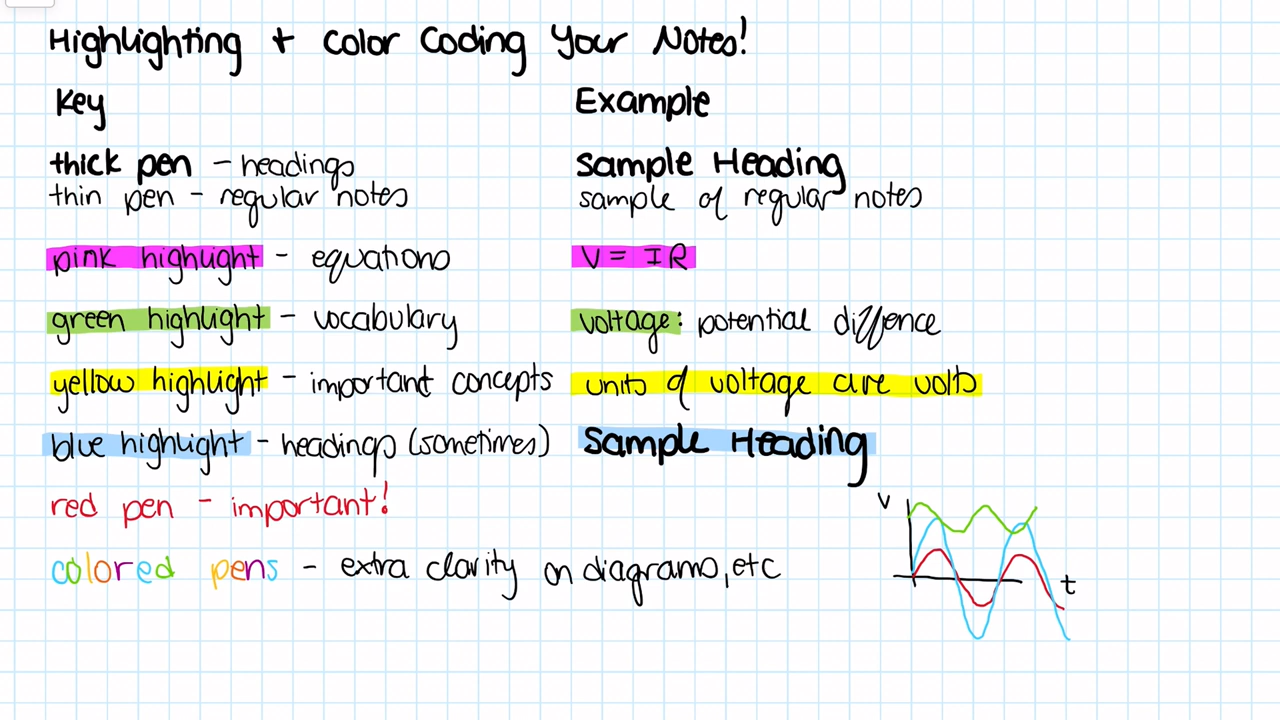 Highlighting + Color Coding Your Notes!
Key
Example
thick pen - headings
Sample Heading
thin pen - regular notes
sample of regular notes
pink highlight - equations
V = IR
green highlight - vocabulary
voltage: potential diffence
yellow highlight - important concepts
units of voltage are volts
blue highlight - headings (sometimes)
Sample Heading
red pen - important!
colored pens - extra clarity on diagrams, etc
V
t